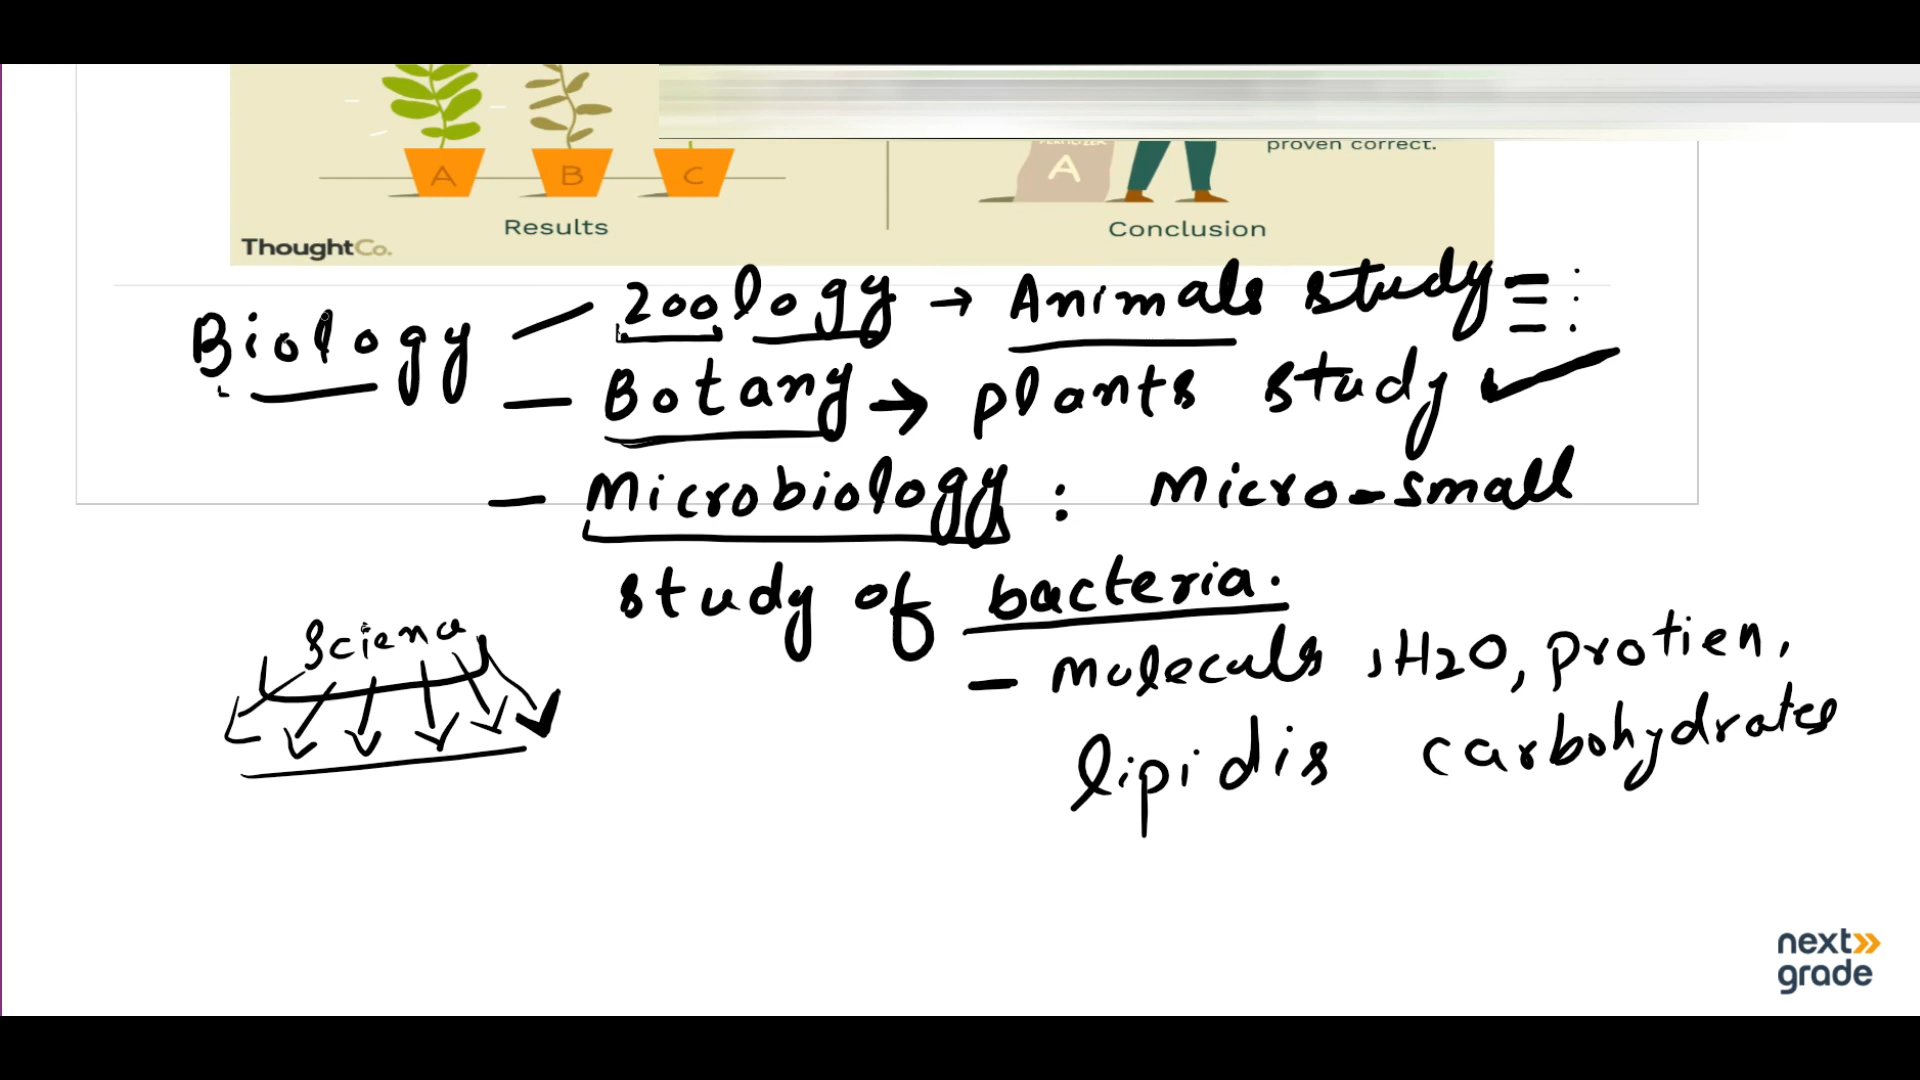 FERTILIZER
proven correct.
A
A B C
Results
Conclusion
ThoughtCo.
Biology - Zoology → Animals study
- Botany → plants study
- Microbiology : Micro-small
study of bacteria.
Science
- moleculs, H2O, protien,
lipidis carbohydrates
next
grade